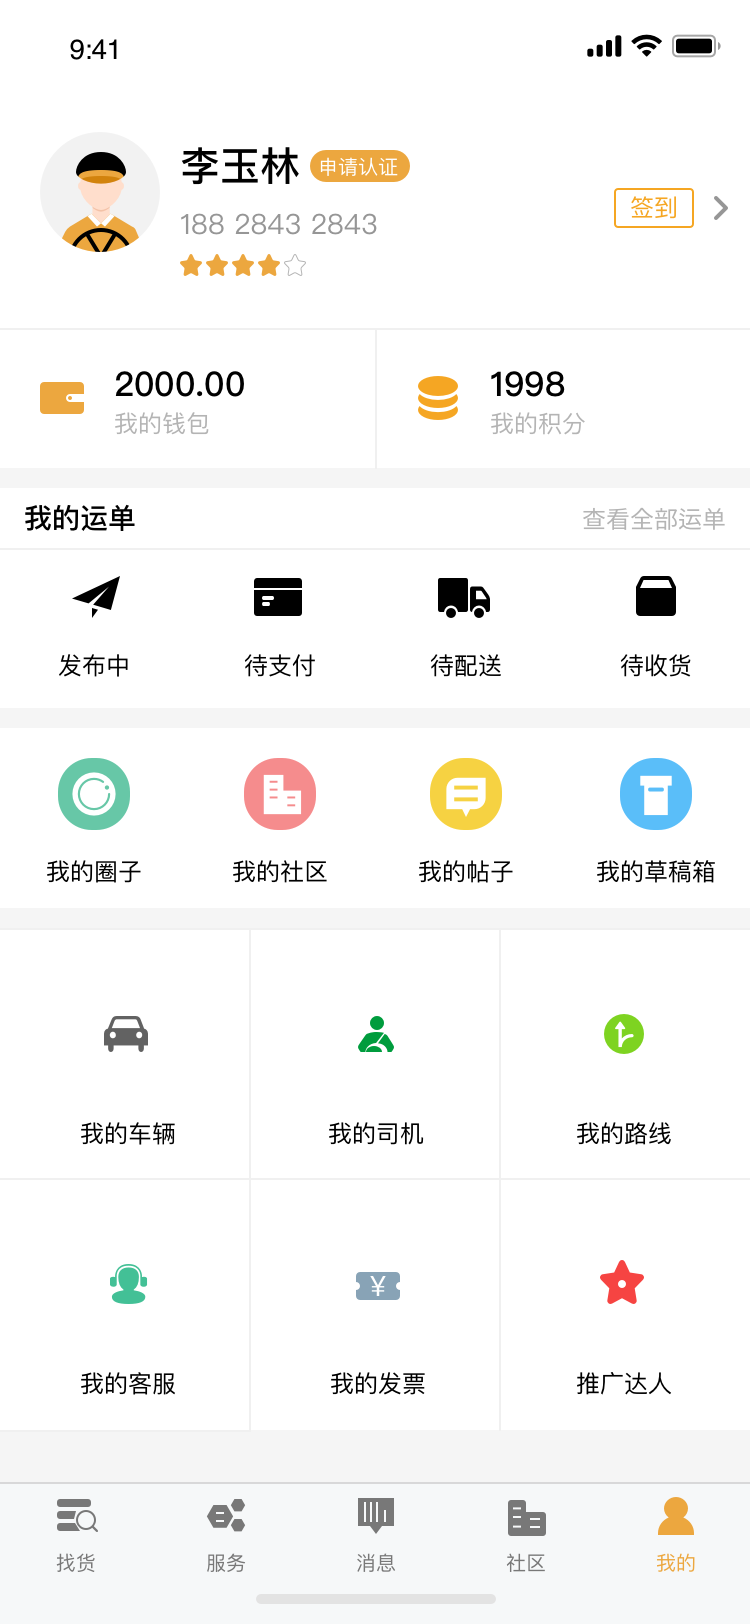 9:41
李玉林 申请认证
188 2843 2843
签到
2000.00 1998
我的钱包 我的积分
我的运单 查看全部运单
发布中 待支付 待配送 待收货
我的圈子 我的社区 我的帖子 我的草稿箱
我的车辆 我的司机 我的路线
¥
我的客服 我的发票 推广达人
找货 服务 消息 社区 我的